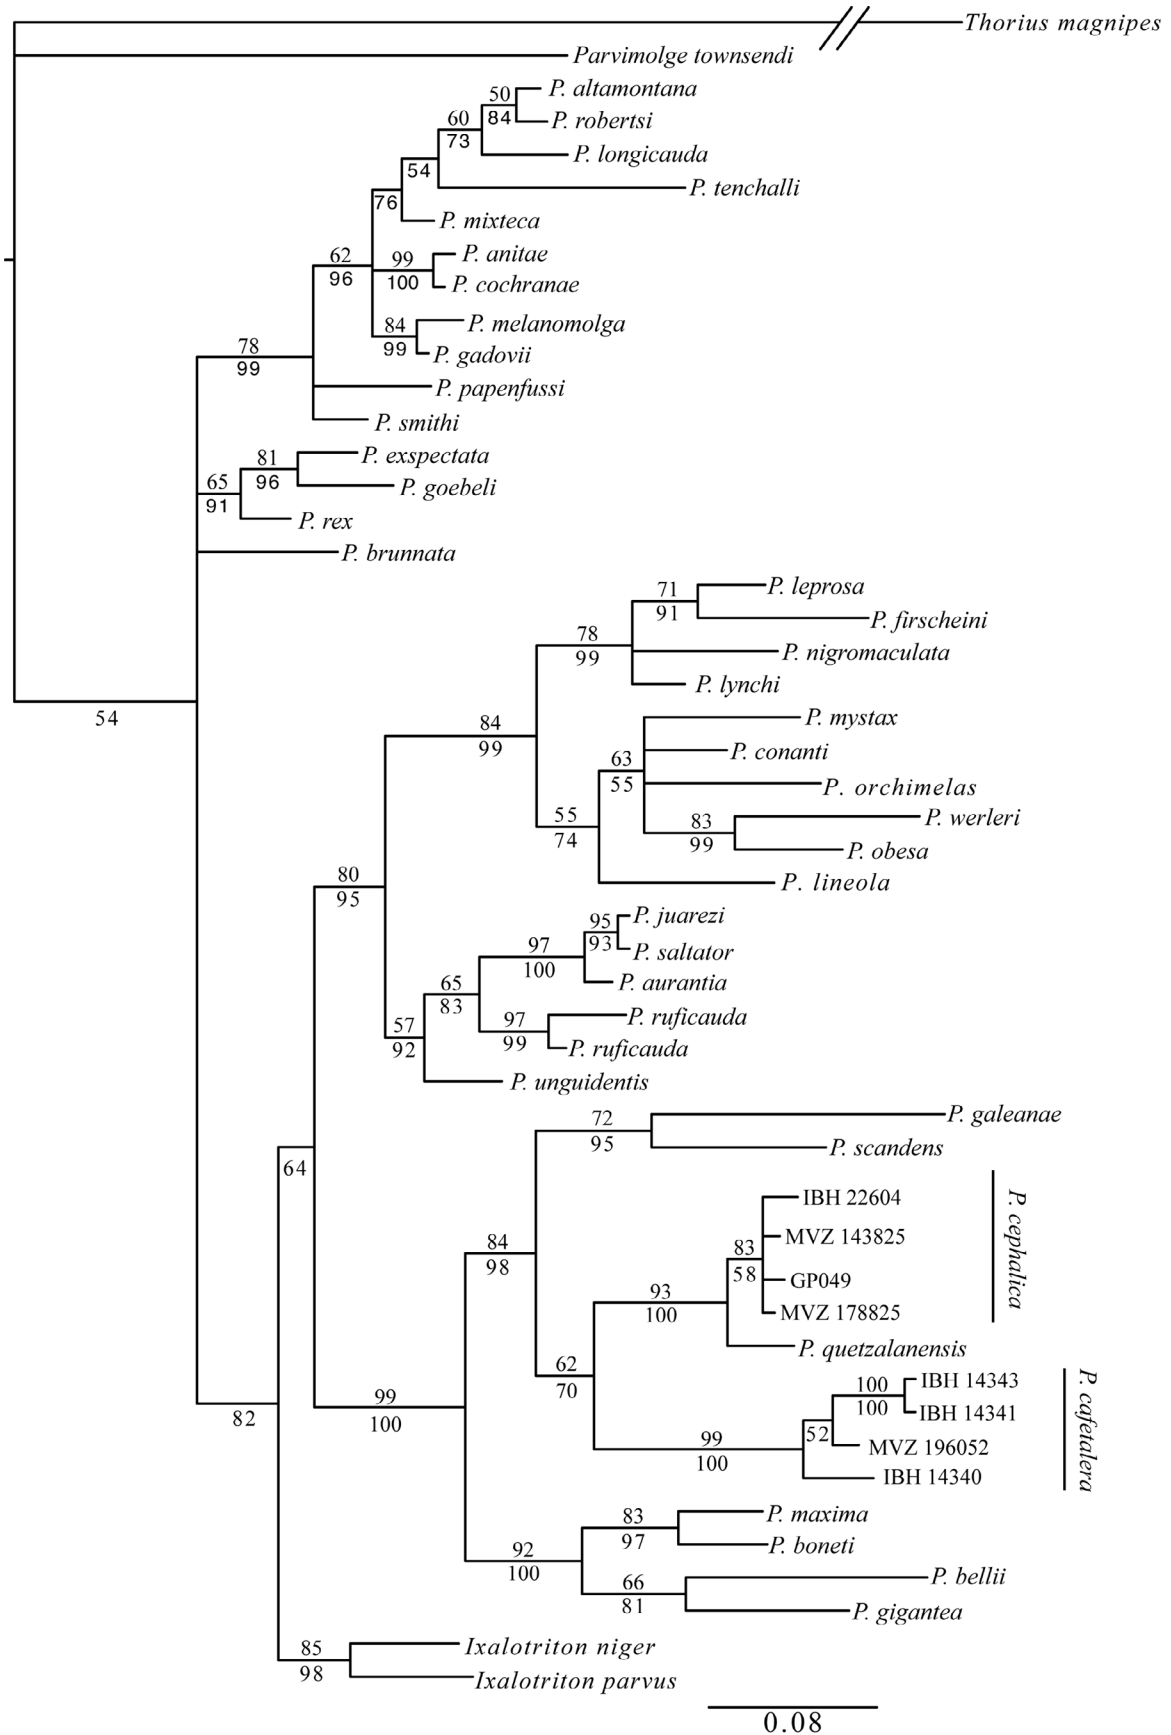 Thorius magnipes
Parvimolge townsendi
P. altamontana
50
84
P. robertsi
60
73
P. longicauda
54
P. tenchalli
76
P. mixteca
62
96
P. anitae
99
100
P. cochranae
P. melanomolga
84
99
P. gadovii
78
99
P. papenfussi
P. smithi
P. exspectata
81
96
P. goebeli
65
91
P. rex
P. brunnata
P. leprosa
71
91
P. firscheini
78
99
P. nigromaculata
P. lynchi
54
84
99
P. mystax
P. conanti
63
55
P. orchimelas
P. werleri
83
99
P. obesa
55
74
P. lineola
80
95
P. juarezi
95
93
P. saltator
97
100
P. aurantia
65
83
P. ruficauda
97
99
P. ruficauda
57
92
P. unguidentis
P. galeanae
72
95
P. scandens
64
IBH 22604
MVZ 143825
83
58
GP049
MVZ 178825
P. cephalica
84
98
93
100
P. quetzalanensis
62
70
IBH 14343
100
100
IBH 14341
52
MVZ 196052
99
100
IBH 14340
P. cafetalera
99
100
82
P. maxima
83
97
P. boneti
92
100
P. bellii
66
81
P. gigantea
Ixalotriton niger
85
98
Ixalotriton parvus
0.08